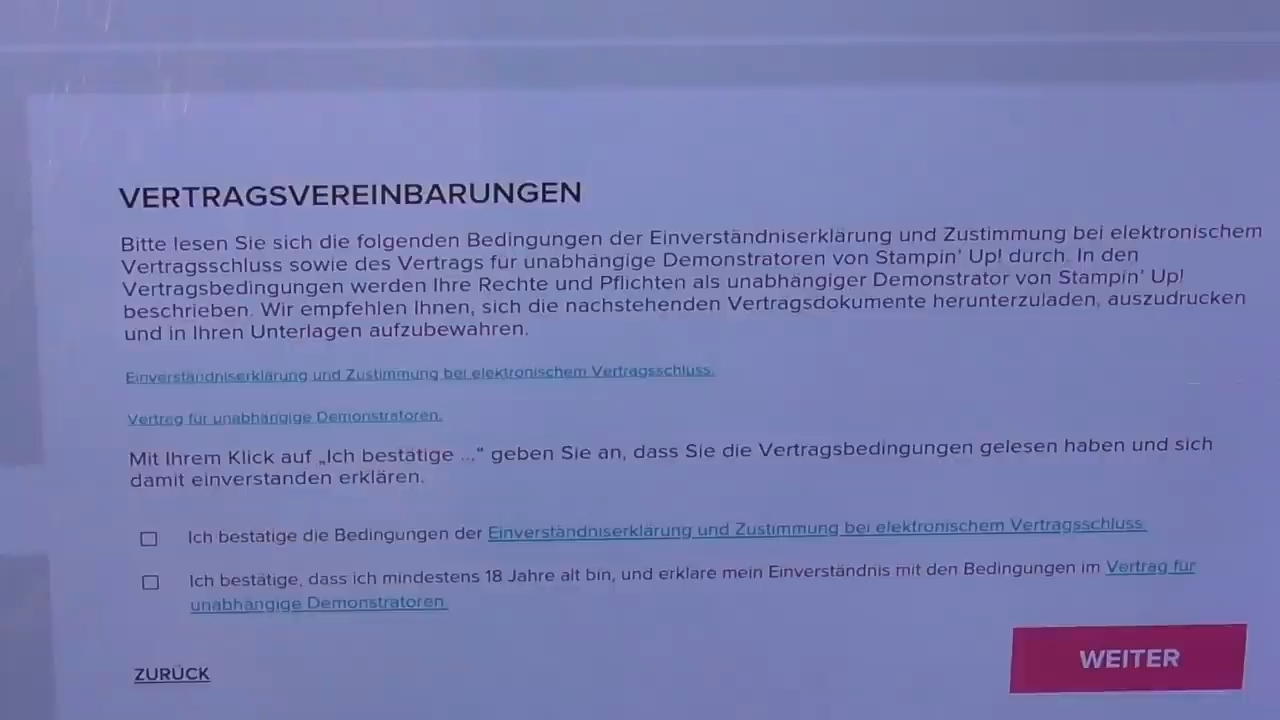 VERTRAGSVEREINBARUNGEN
Bitte lesen Sie sich die folgenden Bedingungen der Einverständniserklärung und Zustimmung bei elektronischem
Vertragsschluss sowie des Vertrags für unabhängige Demonstratoren von Stampin' Up! durch. In den
Vertragsbedingungen werden Ihre Rechte und Pflichten als unabhängiger Demonstrator von Stampin' Up!
beschrieben. Wir empfehlen Ihnen, sich die nachstehenden Vertragsdokumente herunterzuladen, auszudrucken
und in Ihren Unterlagen aufzubewahren.
Einverständniserklärung und Zustimmung bei elektronischem Vertragsschluss.
Vertrag für unabhängige Demonstratoren.
Mit Ihrem Klick auf „Ich bestätige ...“ geben Sie an, dass Sie die Vertragsbedingungen gelesen haben und sich
damit einverstanden erklären.
Ich bestätige die Bedingungen der Einverständniserklärung und Zustimmung bei elektronischem Vertragsschluss.
Ich bestätige, dass ich mindestens 18 Jahre alt bin, und erkläre mein Einverständnis mit den Bedingungen im Vertrag für
unabhängige Demonstratoren.
ZURÜCK
WEITER